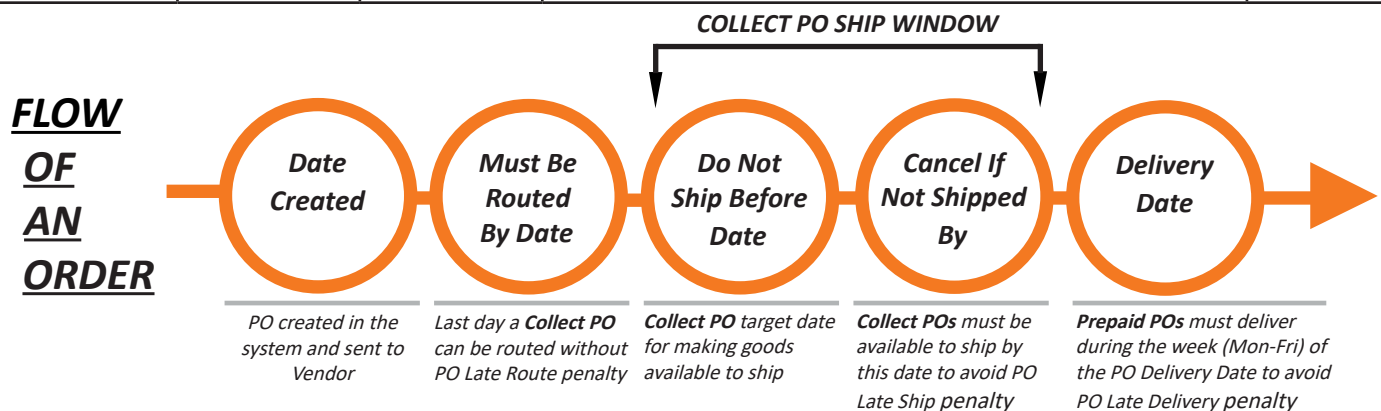 COLLECT PO SHIP WINDOW
FLOW
OF
AN
ORDER
Date
Created
Must Be
Routed
By Date
Do Not
Ship Before
Date
Cancel If
Not Shipped
By
Delivery
Date
PO created in the
system and sent to
Vendor
Last day a Collect PO
can be routed without
PO Late Route penalty
Collect PO target date
for making goods
available to ship
Collect POs must be
available to ship by
this date to avoid PO
Late Ship penalty
Prepaid POs must deliver
during the week (Mon-Fri) of
the PO Delivery Date to avoid
PO Late Delivery penalty